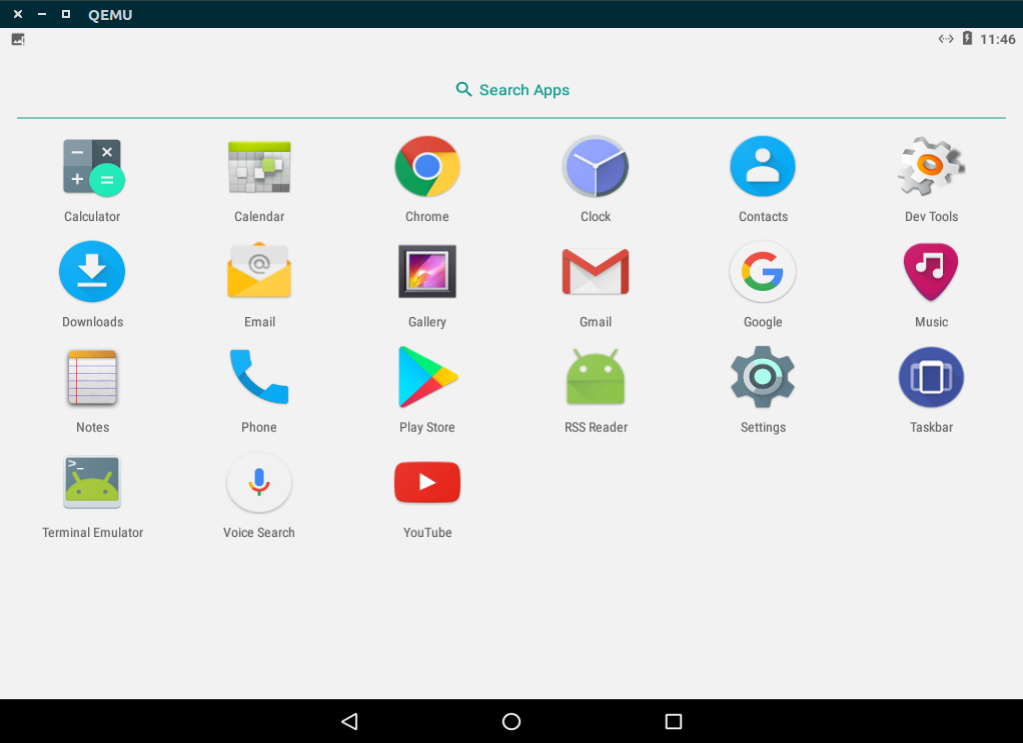 QEMU
11:46
Search Apps
Calculator Calendar Chrome Clock Contacts Dev Tools
Downloads Email Gallery Gmail Google Music
Notes Phone Play Store RSS Reader Settings Taskbar
Terminal Emulator Voice Search YouTube